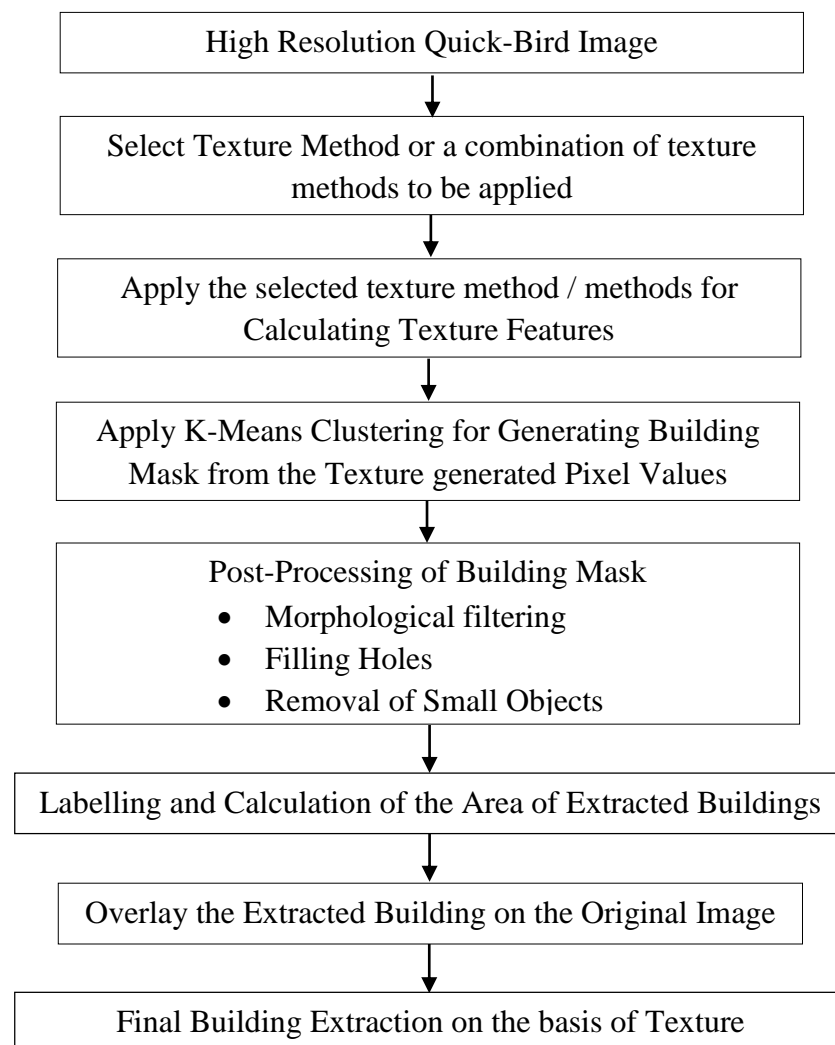 High Resolution Quick-Bird Image
Select Texture Method or a combination of texture
methods to be applied
Apply the selected texture method / methods for
Calculating Texture Features
Apply K-Means Clustering for Generating Building
Mask from the Texture generated Pixel Values
Post-Processing of Building Mask
• Morphological filtering
• Filling Holes
• Removal of Small Objects
Labelling and Calculation of the Area of Extracted Buildings
Overlay the Extracted Building on the Original Image
Final Building Extraction on the basis of Texture